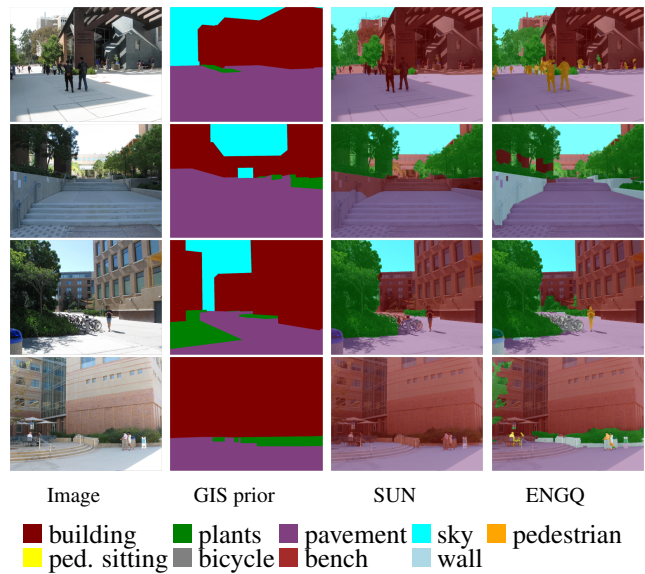 Image GIS prior SUN ENGQ
building plants pavement sky pedestrian
ped. sitting bicycle bench wall